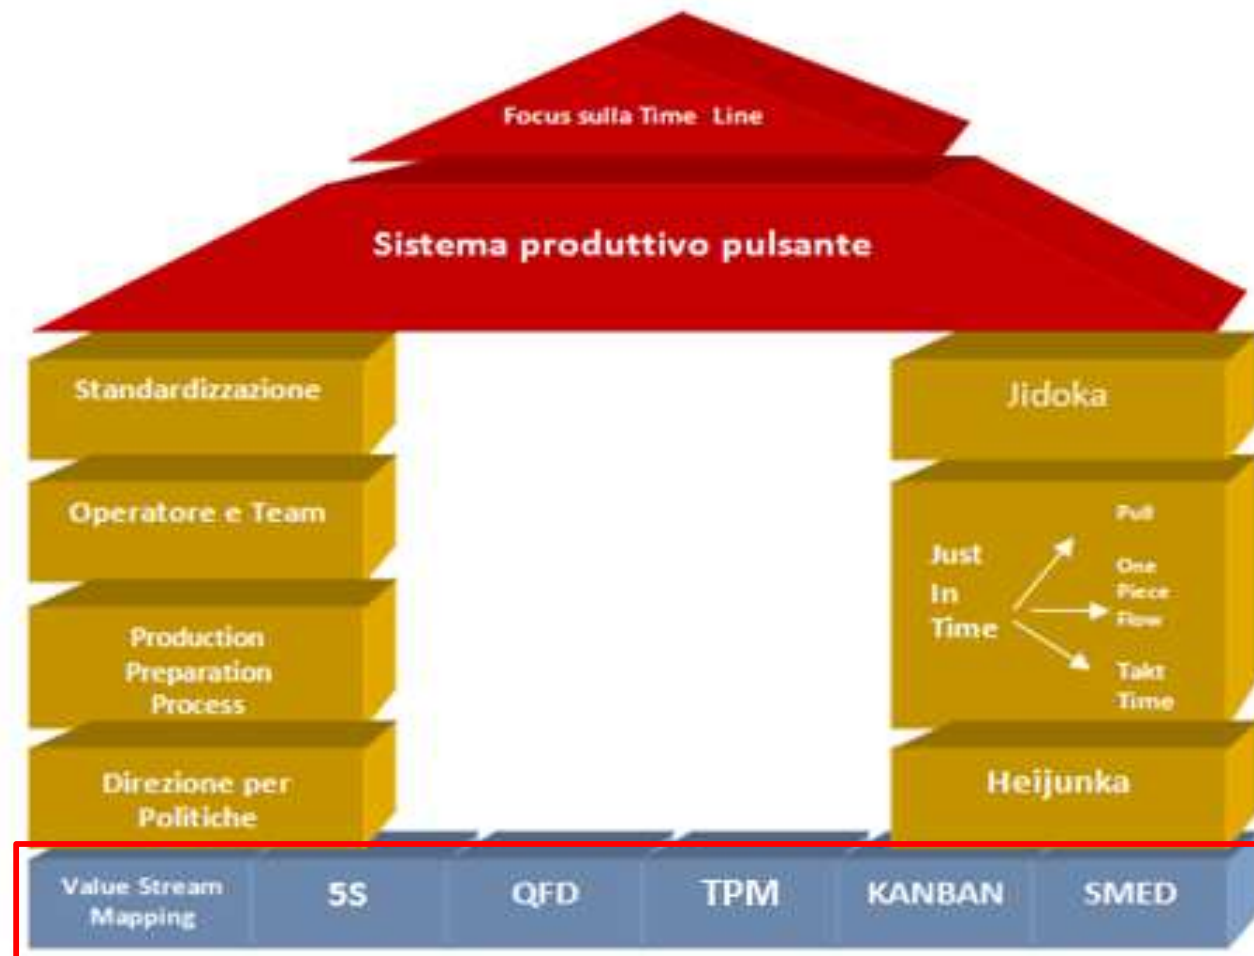 Focus sulla Time Line
Sistema produttivo pulsante
Standardizzazione
Operatore e Team
Production
Preparation
Process
Direzione per
Politiche
Jidoka
Just
In
Time
Pull
One
Piece
Flow
Takt
Time
Heijunka
Value Stream
Mapping
5S
QFD
TPM
KANBAN
SMED